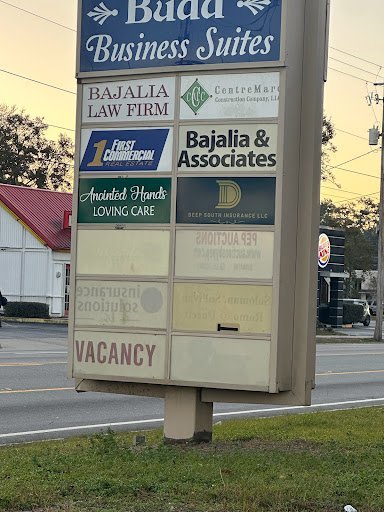 Budd
Business Suites
BAJALIA
LAW FIRM
CentreMarc
Construction Company, LLC
1 FIRST
COMMERCIAL
REAL ESTATE
Bajalia &
Associates
Anointed Hands
LOVING CARE
D
DEEP SOUTH INSURANCE LLC
PEP AUCTIONS
insurance
solutions
VACANCY